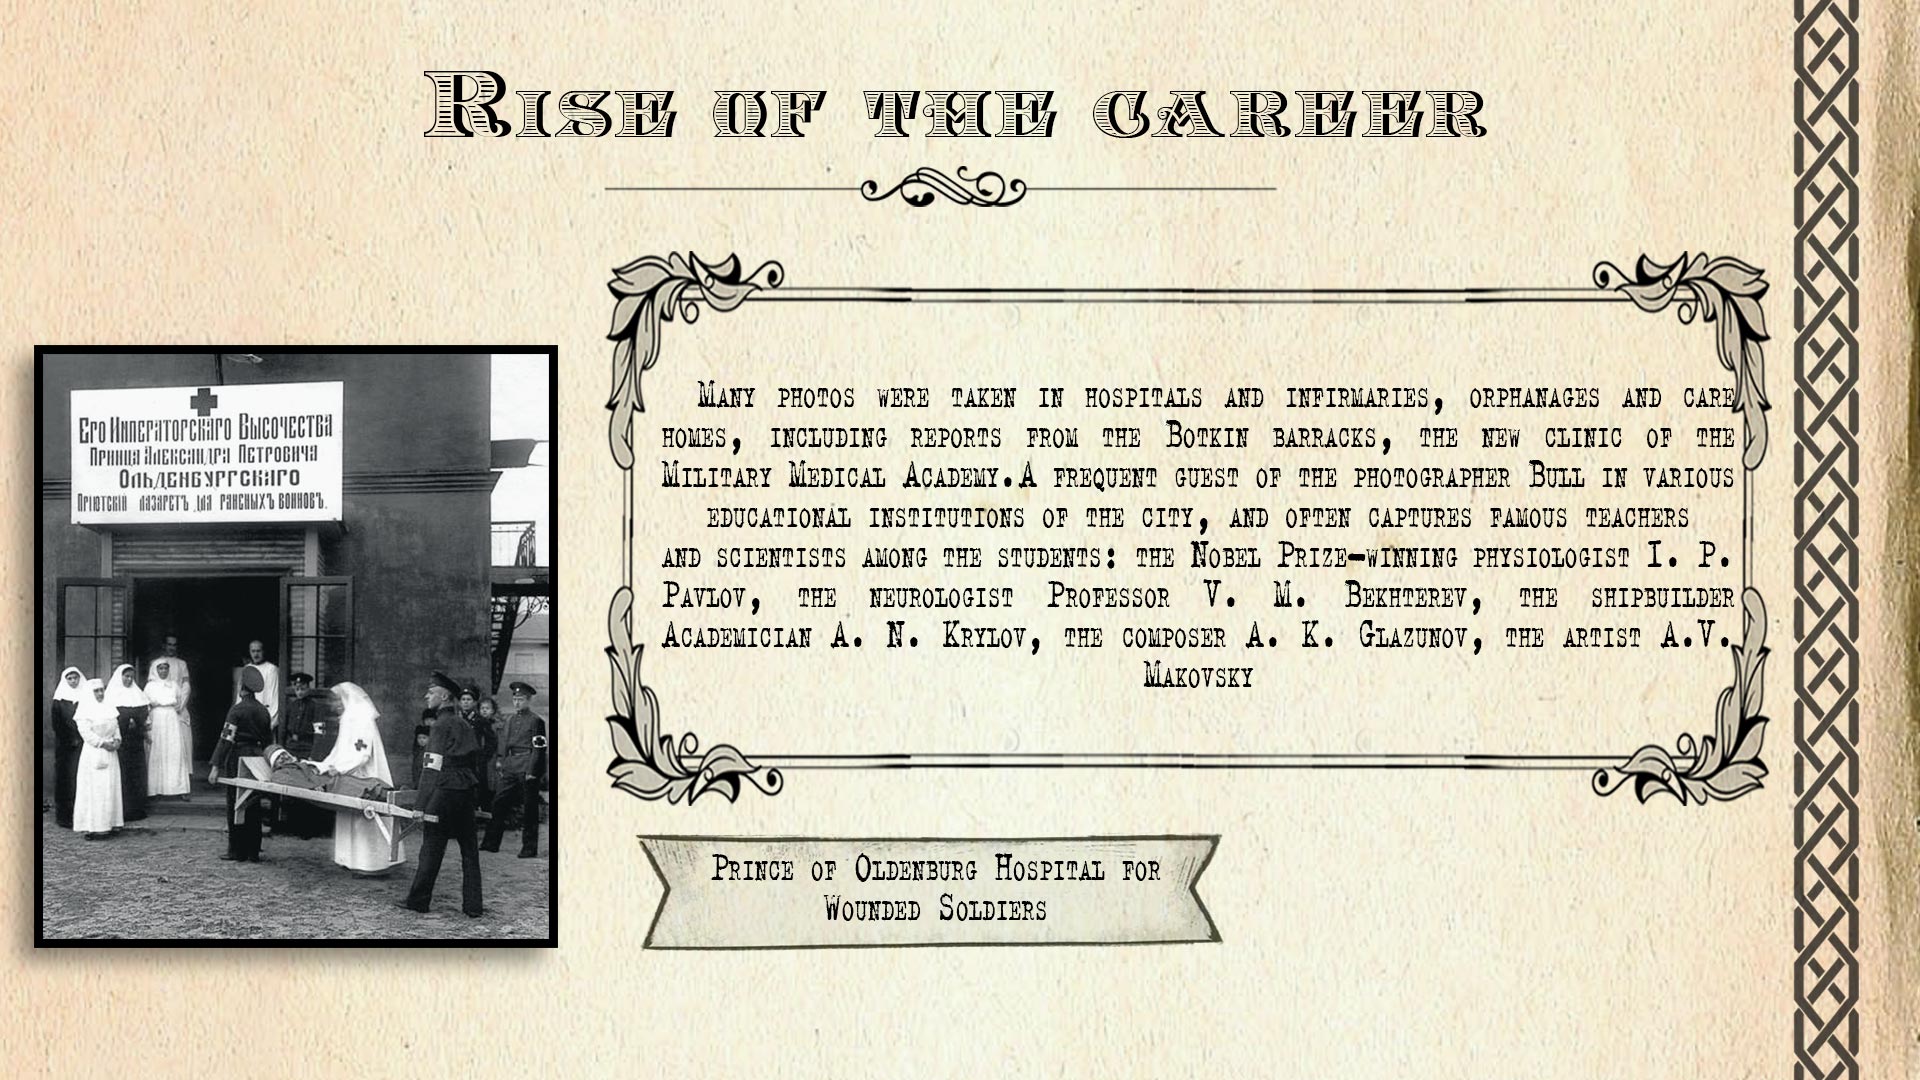 Rise of the career
Many photos were taken in hospitals and infirmaries, orphanages and care
homes, including reports from the Botkin barracks, the new clinic of the
Military Medical Academy.A frequent guest of the photographer Bull in various
educational institutions of the city, and often captures famous teachers
and scientists among the students: the Nobel Prize-winning physiologist I. P.
Pavlov, the neurologist Professor V. M. Bekhterev, the shipbuilder
Academician A. N. Krylov, the composer A. K. Glazunov, the artist A.V.
Makovsky
Его Императорскаго Высочества
Принца Александра Петровича
Ольденбургскаго
Прiютскiй лазаретъ для раненыхъ воиновъ.
Prince of Oldenburg Hospital for
Wounded Soldiers